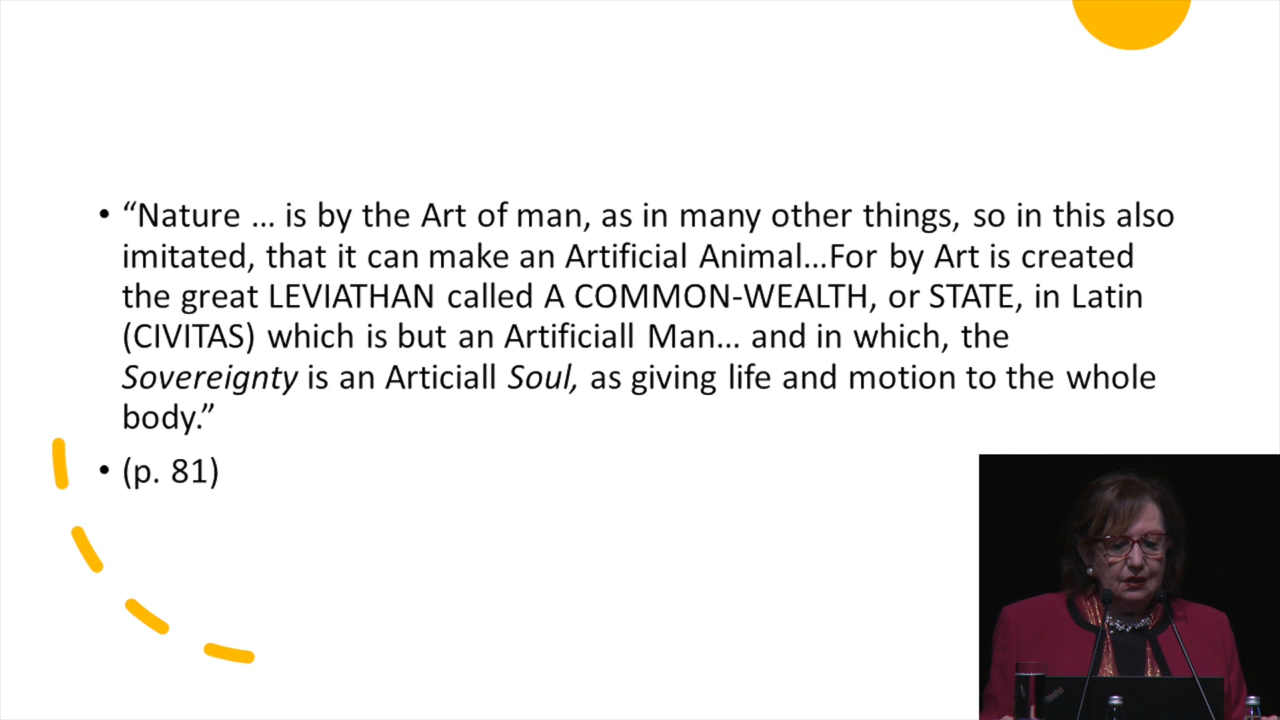 • “Nature … is by the Art of man, as in many other things, so in this also
imitated, that it can make an Artificial Animal…For by Art is created
the great LEVIATHAN called A COMMON-WEALTH, or STATE, in Latin
(CIVITAS) which is but an Artificiall Man… and in which, the
Sovereignty is an Articiall Soul, as giving life and motion to the whole
body.”
• (p. 81)